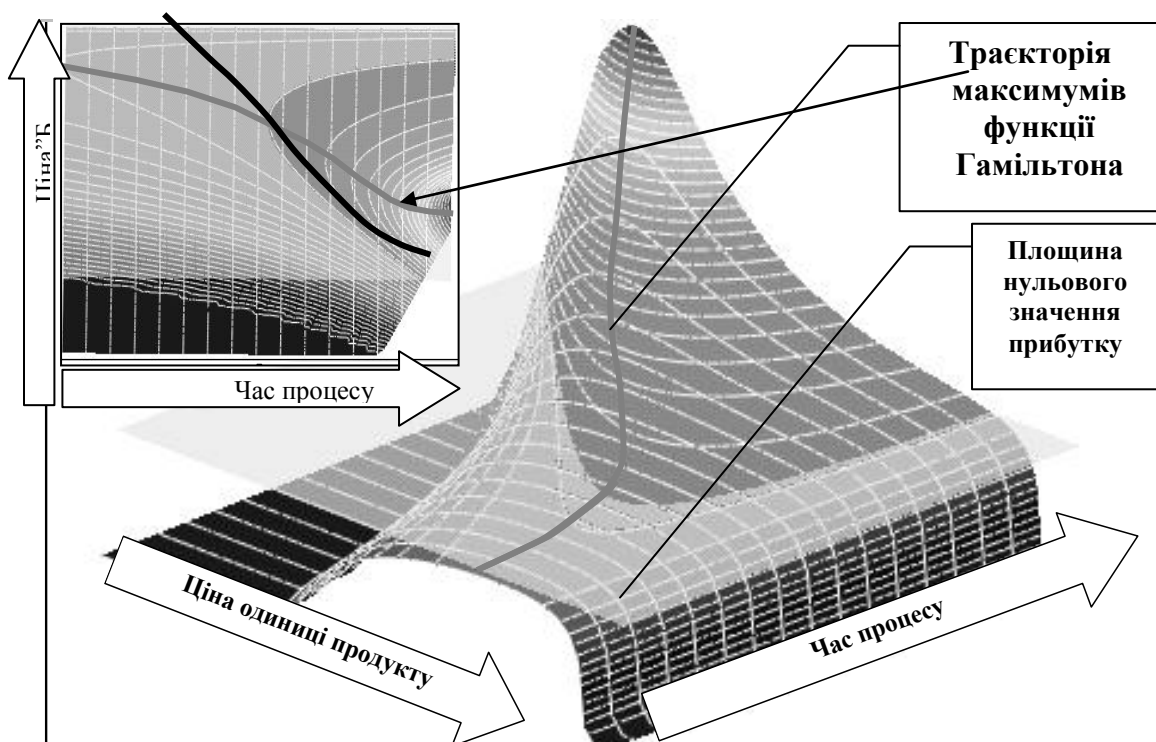 Траєкторія
максимумів
функції
Гамільтона
Площина
нульового
значення
прибутку
Час процесу
Ціна одиниці продукту
Час процесу